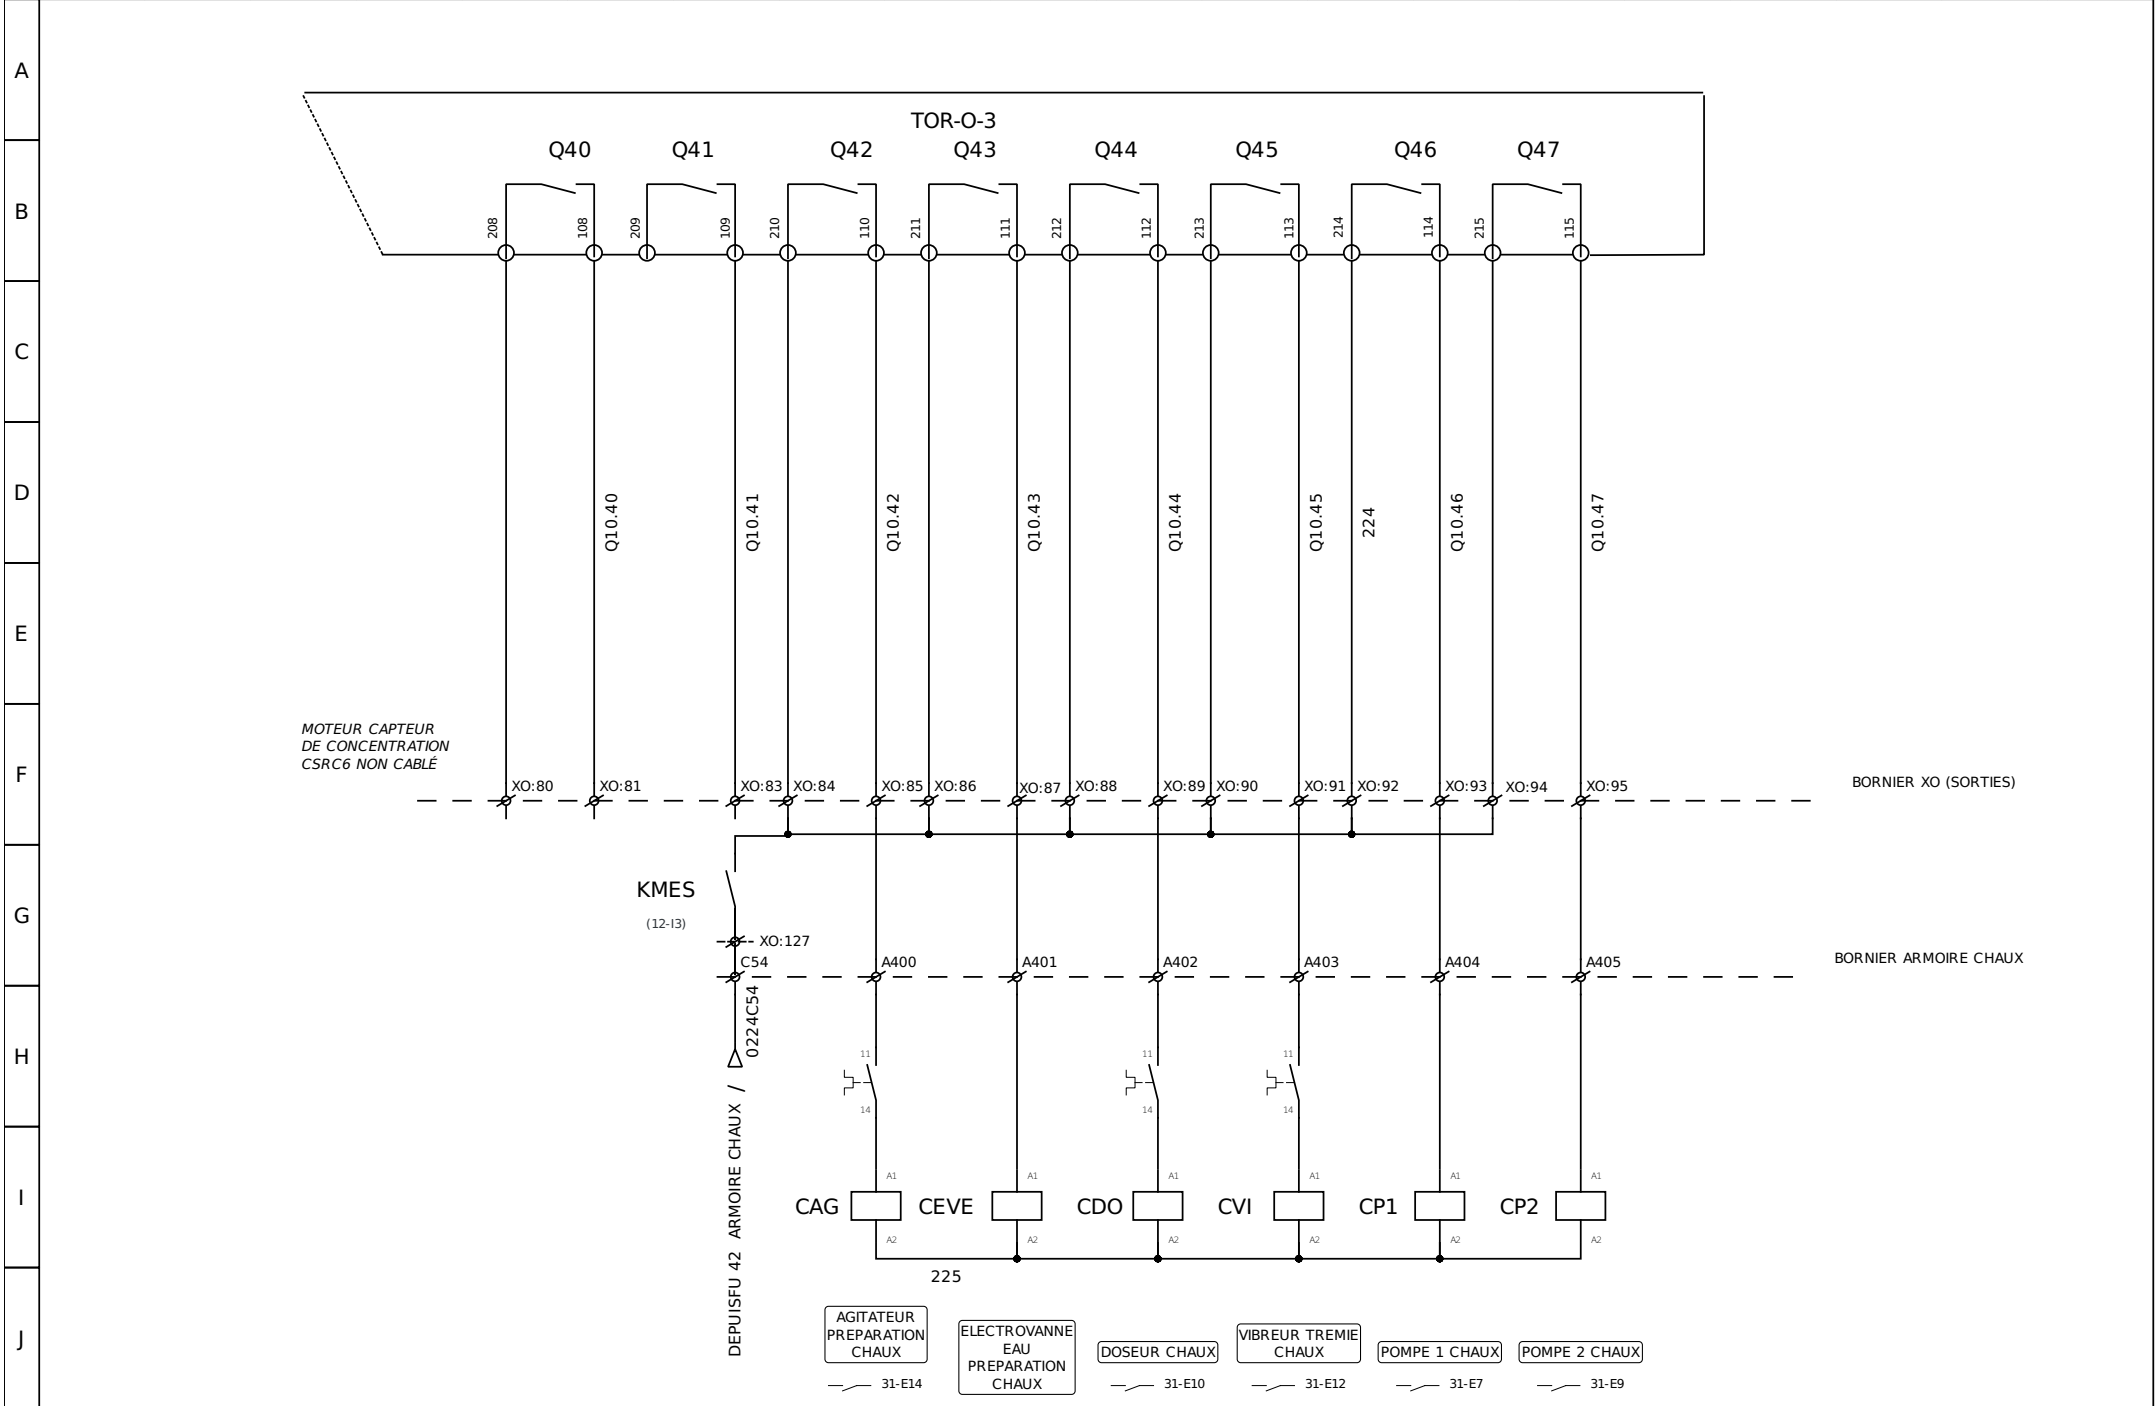 A
B
C
D
E
F
G
H
I
J
TOR-O-3
Q40 Q41 Q42 Q43 Q44 Q45 Q46 Q47
208 108 209 109 210 110 211 111 212 112 213 113 214 114 215 115
Q10.40 Q10.41 Q10.42 Q10.43 Q10.44 Q10.45 224 Q10.46 Q10.47
MOTEUR CAPTEUR
DE CONCENTRATION
CSRC6 NON CABLÉ
XO:80 XO:81 XO:83 XO:84 XO:85 XO:86 XO:87 XO:88 XO:89 XO:90 XO:91 XO:92 XO:93 XO:94 XO:95
BORNIER XO (SORTIES)
KMES
(12-I3)
XO:127
C54 A400 A401 A402 A403 A404 A405
BORNIER ARMOIRE CHAUX
0224C54
DEPUISFU 42 ARMOIRE CHAUX /
11 11 11
14 14 14
A1 A1 A1 A1 A1 A1
CAG CEVE CDO CVI CP1 CP2
A2 A2 A2 A2 A2 A2
225
AGITATEUR
PREPARATION
CHAUX
31-E14
ELECTROVANNE
EAU
PREPARATION
CHAUX
DOSEUR CHAUX
31-E10
VIBREUR TREMIE
CHAUX
31-E12
POMPE 1 CHAUX
31-E7
POMPE 2 CHAUX
31-E9